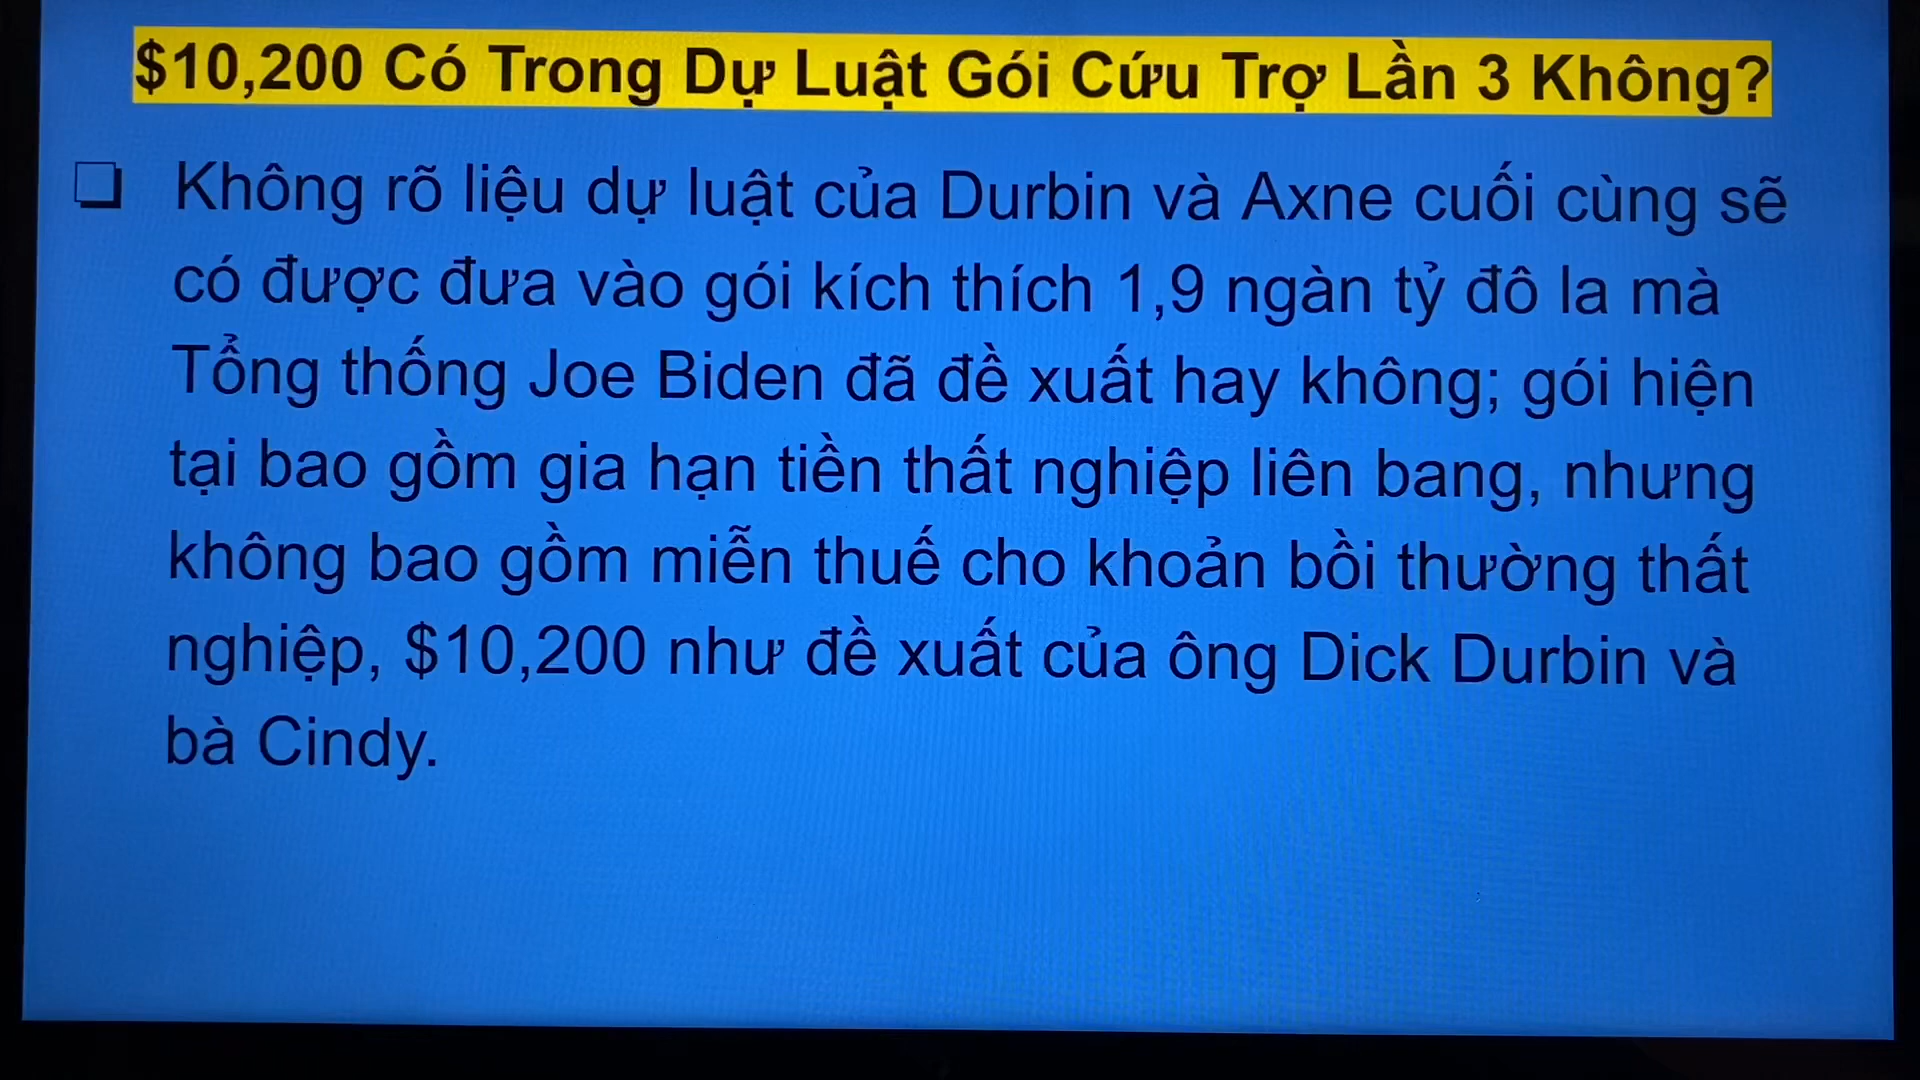 $10,200 Có Trong Dự Luật Gói Cứu Trợ Lần 3 Không?
Không rõ liệu dự luật của Durbin và Axne cuối cùng sẽ
có được đưa vào gói kích thích 1,9 ngàn tỷ đô la mà
Tổng thống Joe Biden đã đề xuất hay không; gói hiện
tại bao gồm gia hạn tiền thất nghiệp liên bang, nhưng
không bao gồm miễn thuế cho khoản bồi thường thất
nghiệp, $10,200 như đề xuất của ông Dick Durbin và
bà Cindy.